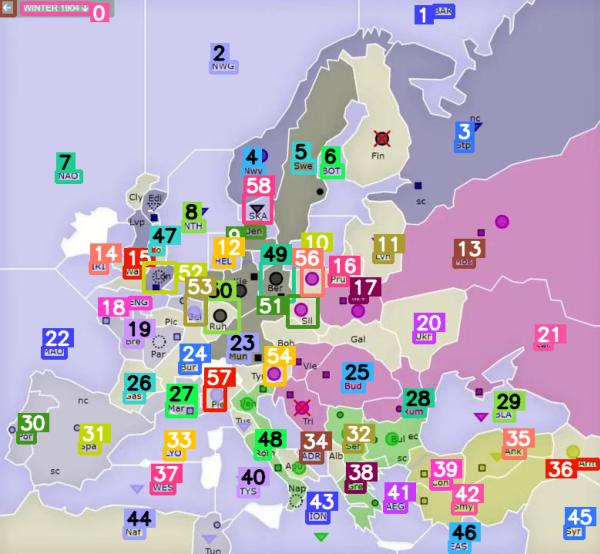 WINTER 1904
0
1 BAR
2
NWG
nc
3
Stp
4
Nwy
5
Swe
6
BOT
Fin
7
NAO
sc
58
SKA
Cly Edi
8
NTH
Lvp
47
Den
12
HEL
49
Ber
10
11
Lvn
13
14
IRI
15
Wa
52
56
16
Pru
17
53
50
Kie
Ruh
51
Sil
18
ENG
Pic
19
Bre
Par
20
Ukr
Gal
21
22
MAO
23
Mun
Boh
24
Bur
54
Tyr
Vie
25
Bud
26
Gas
27
Mar
57
Pie
Ven
28
Rum
29
BLA
nc
Tri
30
Por
31
Spa
33
LYO
Tus
48
Rom
34
ADR
32
Ser
Alb
Bul ec
35
Ank
36
Arm
sc
37
WES
40
TYS
Apu
Nap
38
Gre
41
AEG
39
Con
42
Smy
43
ION
44
Naf
45
Syr
46
EAS
Tun